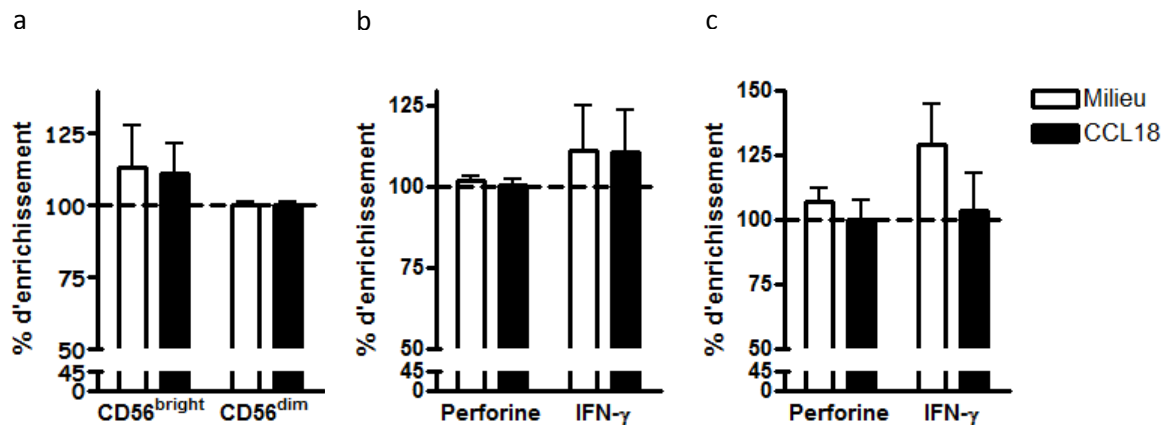 a
b
c
% d'enrichissement
125
100
75
50
45
0
CD56bright
CD56dim
% d'enrichissement
125
100
75
50
45
0
Perforine
IFN-γ
% d'enrichissement
150
125
100
75
50
45
0
Perforine
IFN-γ
Milieu
CCL18